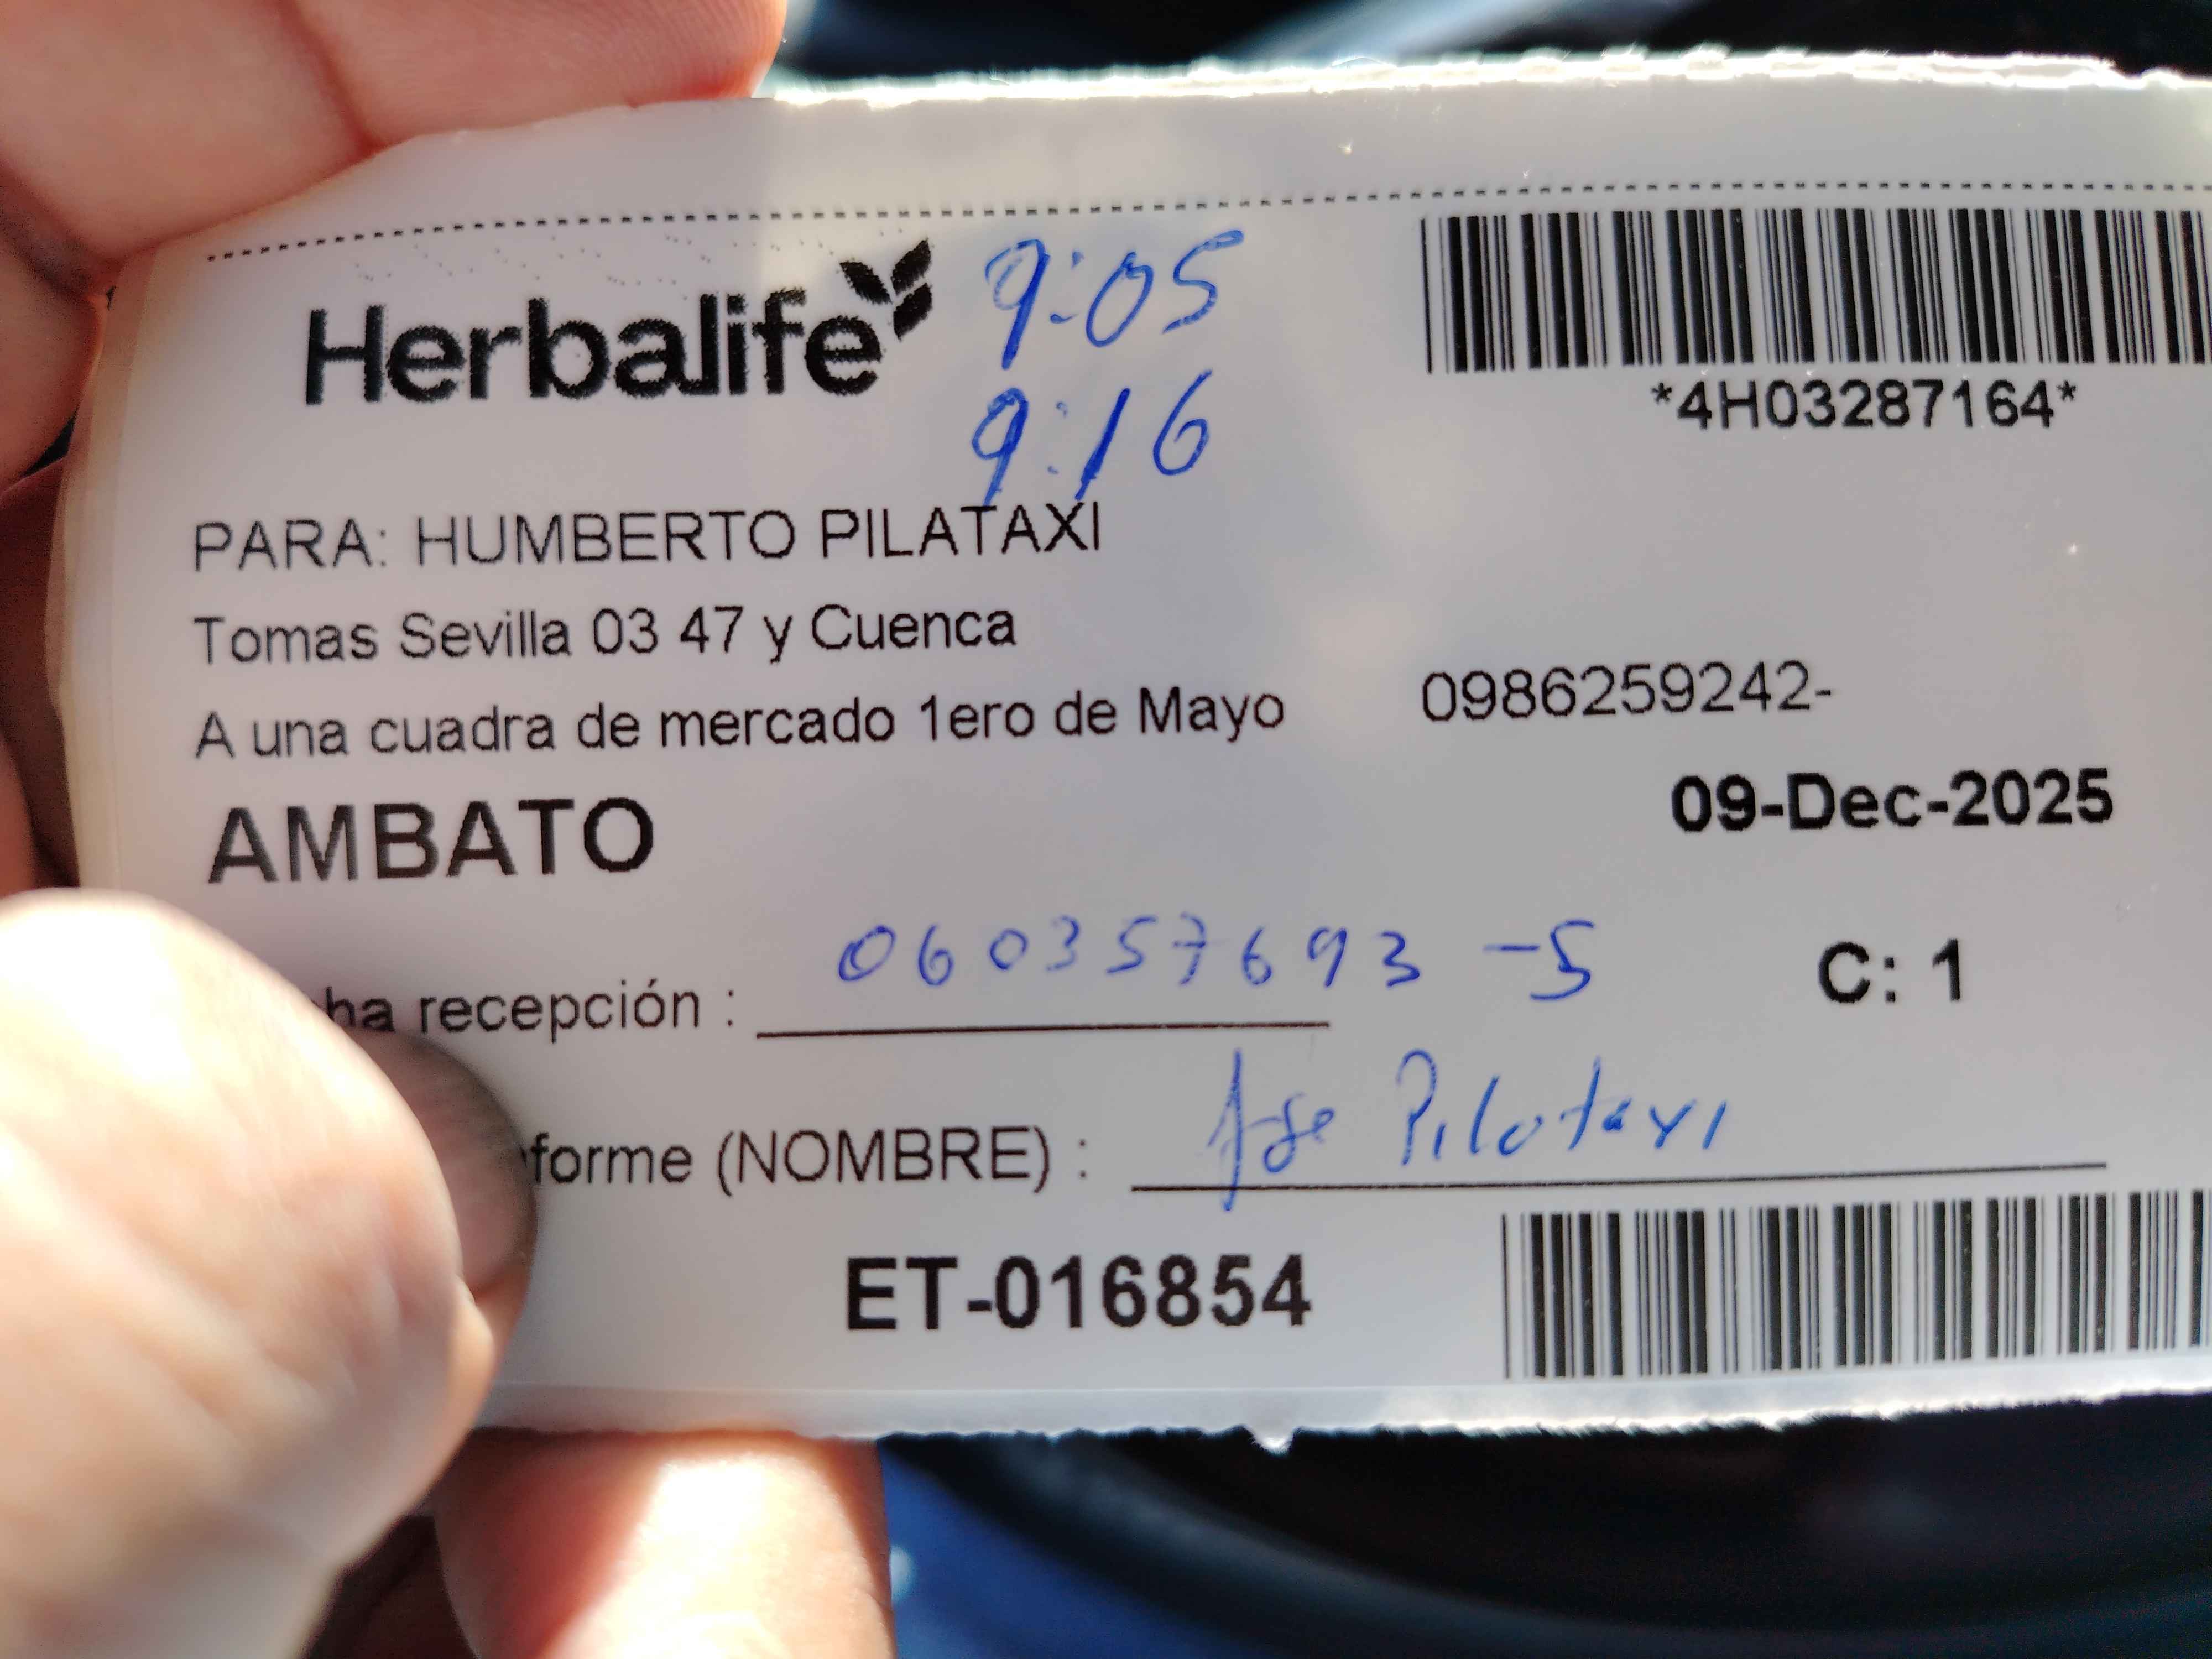 Herbalife
9:05
9:16
*4H03287164*
PARA: HUMBERTO PILATAXI
Tomas Sevilla 03 47 y Cuenca
A una cuadra de mercado 1ero de Mayo
0986259242-
AMBATO
09-Dec-2025
ha recepción : 060357693-5
C: 1
forme (NOMBRE) : Pilataxi
ET-016854